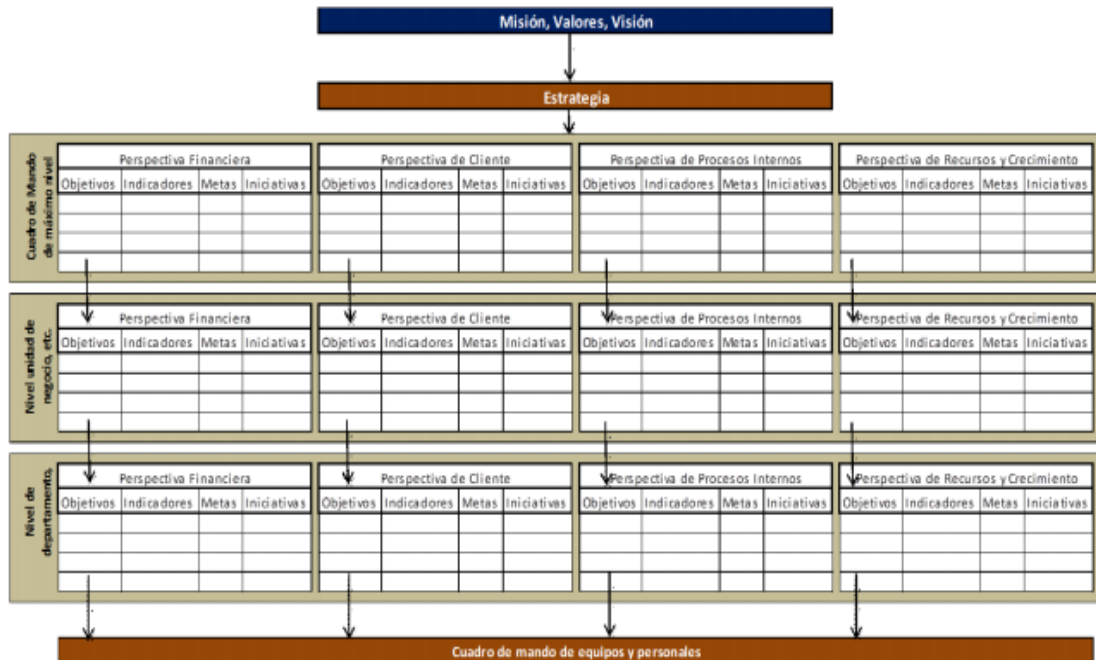 Misión, Valores, Visión
Estrategia
Cuadro de Mando
de máximo nivel
Perspectiva Financiera Perspectiva de Cliente Perspectiva de Procesos Internos Perspectiva de Recursos y Crecimiento
Objetivos Indicadores Metas Iniciativas Objetivos Indicadores Metas Iniciativas Objetivos Indicadores Metas Iniciativas Objetivos Indicadores Metas Iniciativas
Nivel unidad de
negocio, etc.
Perspectiva Financiera Perspectiva de Cliente Perspectiva de Procesos Internos Perspectiva de Recursos y Crecimiento
Objetivos Indicadores Metas Iniciativas Objetivos Indicadores Metas Iniciativas Objetivos Indicadores Metas Iniciativas Objetivos Indicadores Metas Iniciativas
Nivel de
departamento,
Perspectiva Financiera Perspectiva de Cliente Perspectiva de Procesos Internos Perspectiva de Recursos y Crecimiento
Objetivos Indicadores Metas Iniciativas Objetivos Indicadores Metas Iniciativas Objetivos Indicadores Metas Iniciativas Objetivos Indicadores Metas Iniciativas
Cuadro de mando de equipos y personales